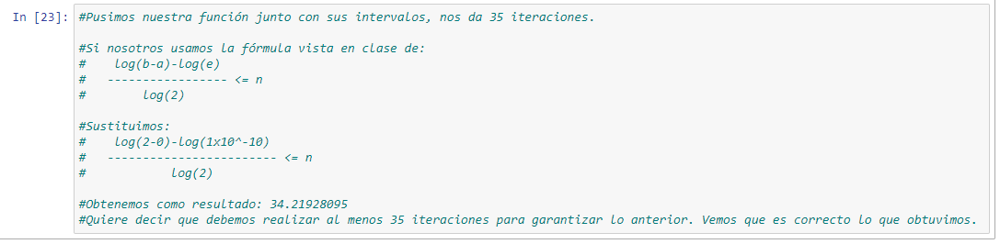 In [23]: #Pusimos nuestra función junto con sus intervalos, nos da 35 iteraciones.
#Si nosotros usamos la fórmula vista en clase de:
#    log(b-a)-log(e)
#   ----------------- <= n
#        log(2)
#Sustituimos:
#    log(2-0)-log(1x10^-10)
#   ------------------------ <= n
#            log(2)
#Obtenemos como resultado: 34.21928095
#Quiere decir que debemos realizar al menos 35 iteraciones para garantizar lo anterior. Vemos que es correcto lo que obtuvimos.